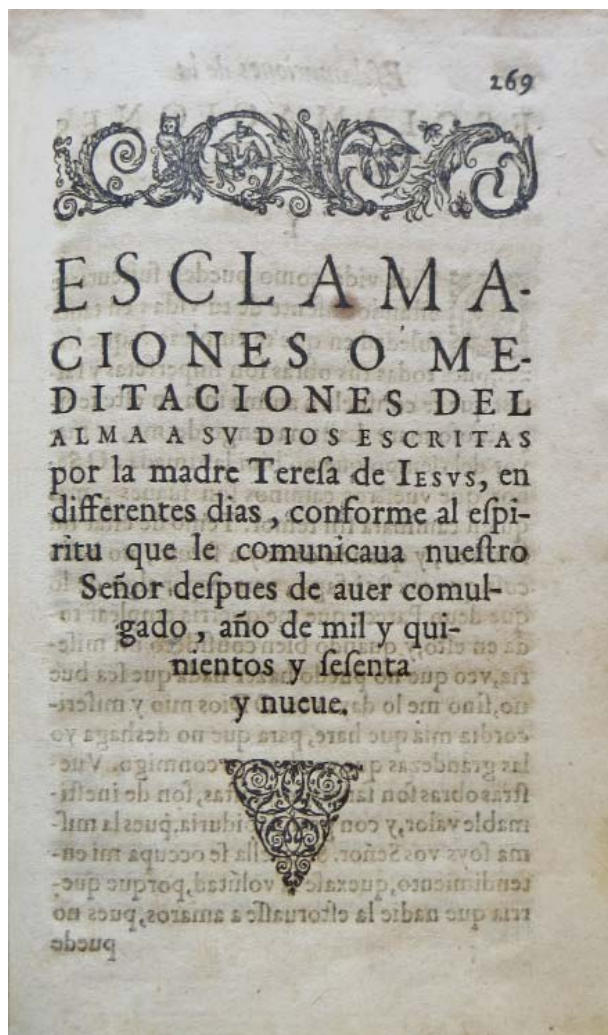 269
ESCLAMA-
CIONES O ME-
DITACIONES DEL
ALMA A SV DIOS ESCRITAS
por la madre Tereſa de IESVS, en
differentes dias, conforme al eſpi-
ritu que le comunicaua nueſtro
Señor deſpues de auer comul-
gado, año de mil y qui-
nientos y ſeſenta
y nueue.